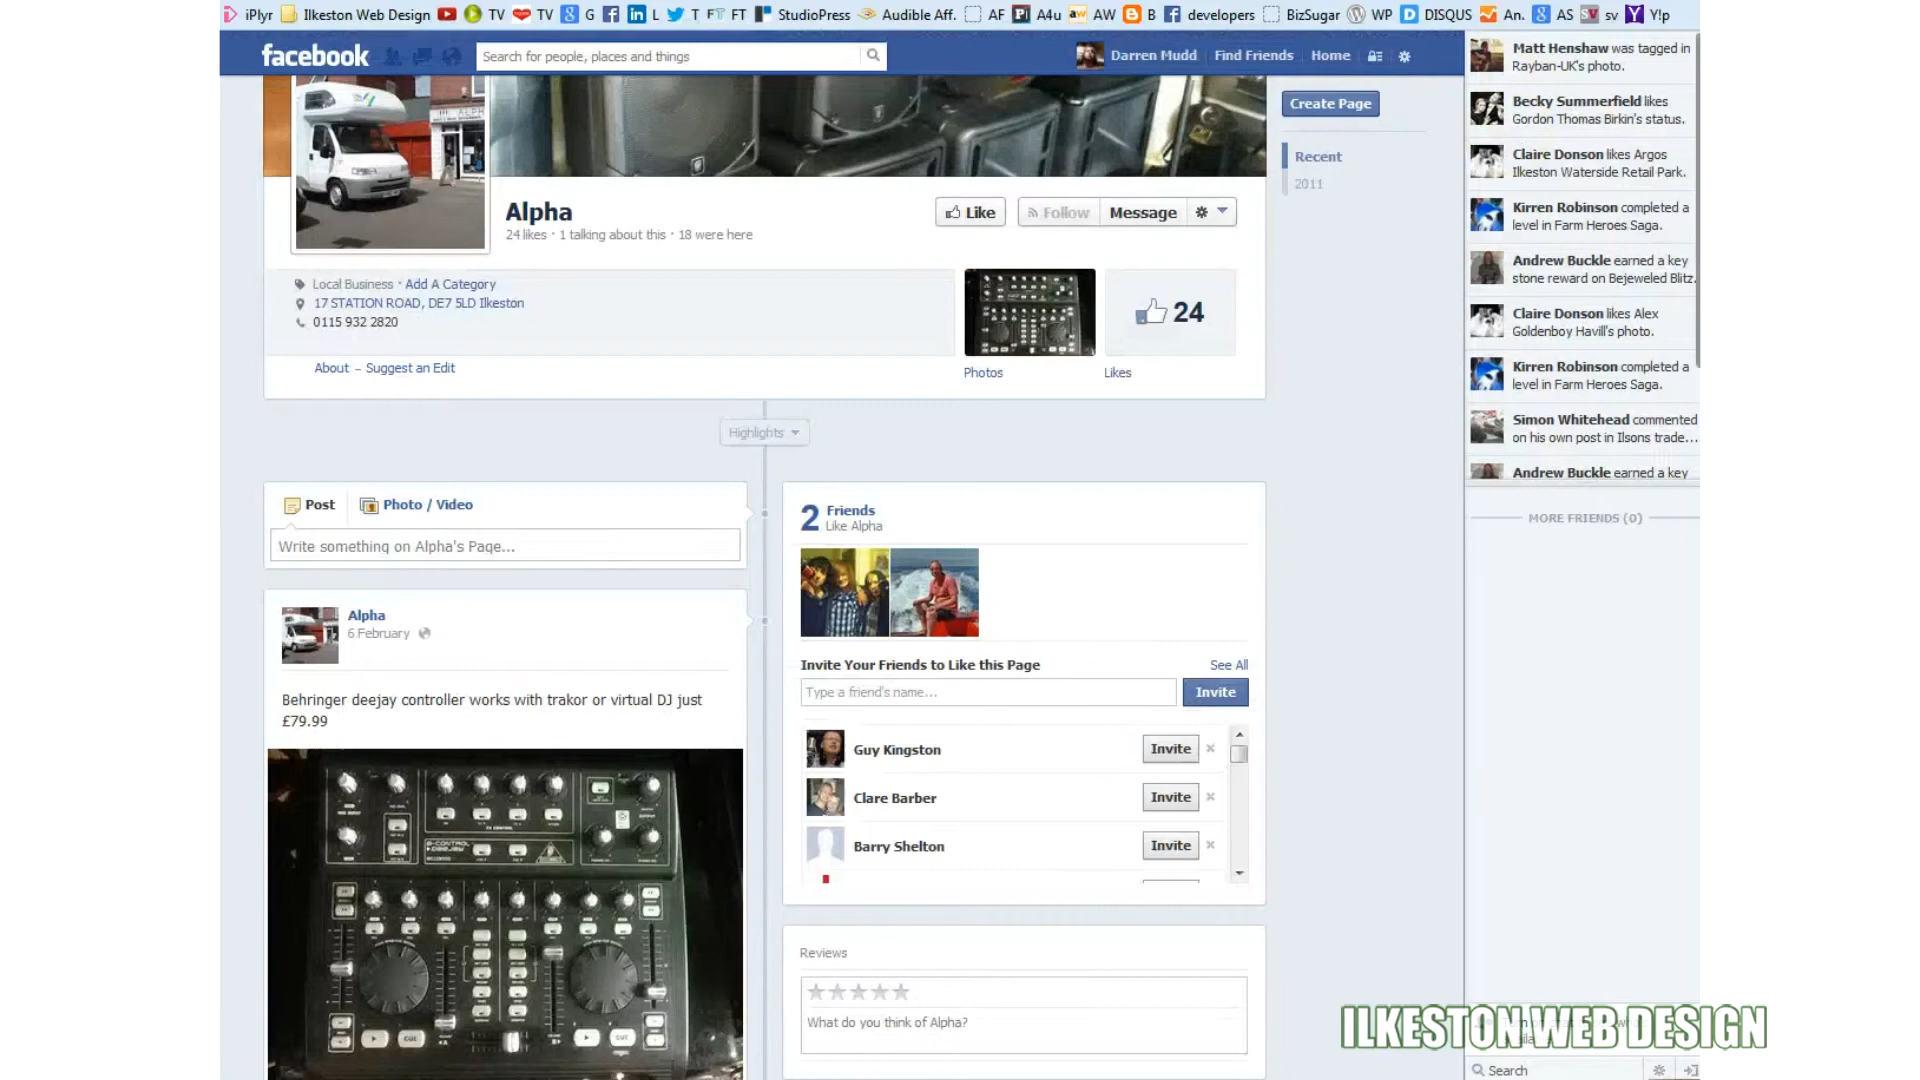 iPlyr Ilkeston Web Design TV TV G L T FT StudioPress Audible Aff. AF A4u AW B developers BizSugar WP DISQUS An. AS sv Y!p
facebook
Search for people, places and things
Darren Mudd Find Friends Home
Alpha
24 likes · 1 talking about this · 18 were here
Like
Follow
Message
Local Business · Add A Category
17 STATION ROAD, DE7 5LD Ilkeston
0115 932 2820
About – Suggest an Edit
Photos
24
Likes
Create Page
Recent
2011
Highlights
Post
Photo / Video
Write something on Alpha's Page...
Alpha
6 February
Behringer deejay controller works with trakor or virtual DJ just
£79.99
2 Friends
Like Alpha
Invite Your Friends to Like this Page
See All
Type a friend's name...
Invite
Guy Kingston
Invite
Clare Barber
Invite
Barry Shelton
Invite
Reviews
What do you think of Alpha?
Matt Henshaw was tagged in
Rayban-UK's photo.
Becky Summerfield likes
Gordon Thomas Birkin's status.
Claire Donson likes Argos
Ilkeston Waterside Retail Park.
Kirren Robinson completed a
level in Farm Heroes Saga.
Andrew Buckle earned a key
stone reward on Bejeweled Blitz.
Claire Donson likes Alex
Goldenboy Havill's photo.
Kirren Robinson completed a
level in Farm Heroes Saga.
Simon Whitehead commented
on his own post in Ilsons trade...
Andrew Buckle earned a key
MORE FRIENDS (0)
ILKESTON WEB DESIGN
Search